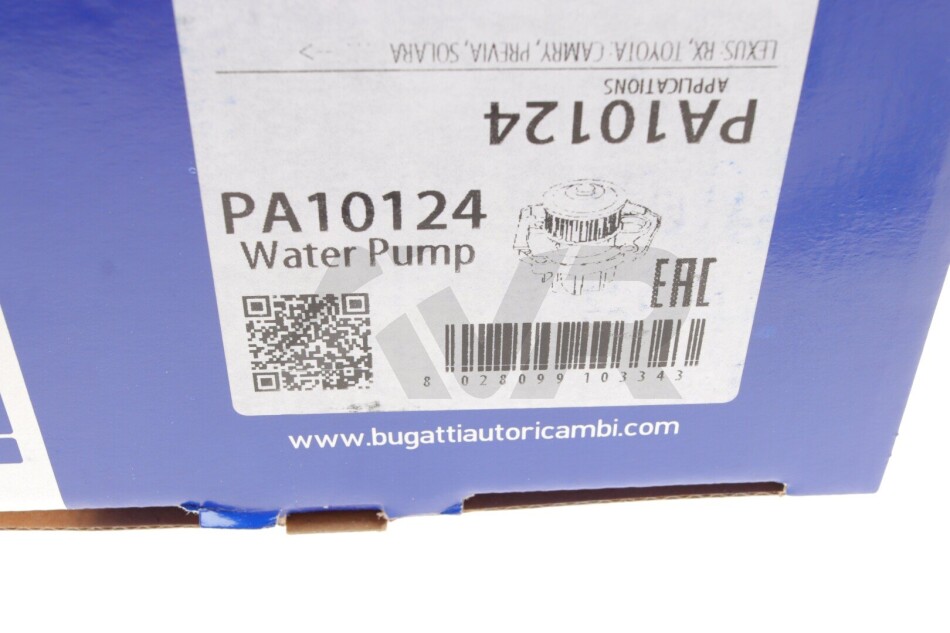 LEXUS: RX, TOYOTA: CAMRY, PREVIA, SOLARA ... -- >
APPLICATIONS
PA10124
PA10124
Water Pump
EAC
8 028099 103343
www.bugattiautoricambi.com